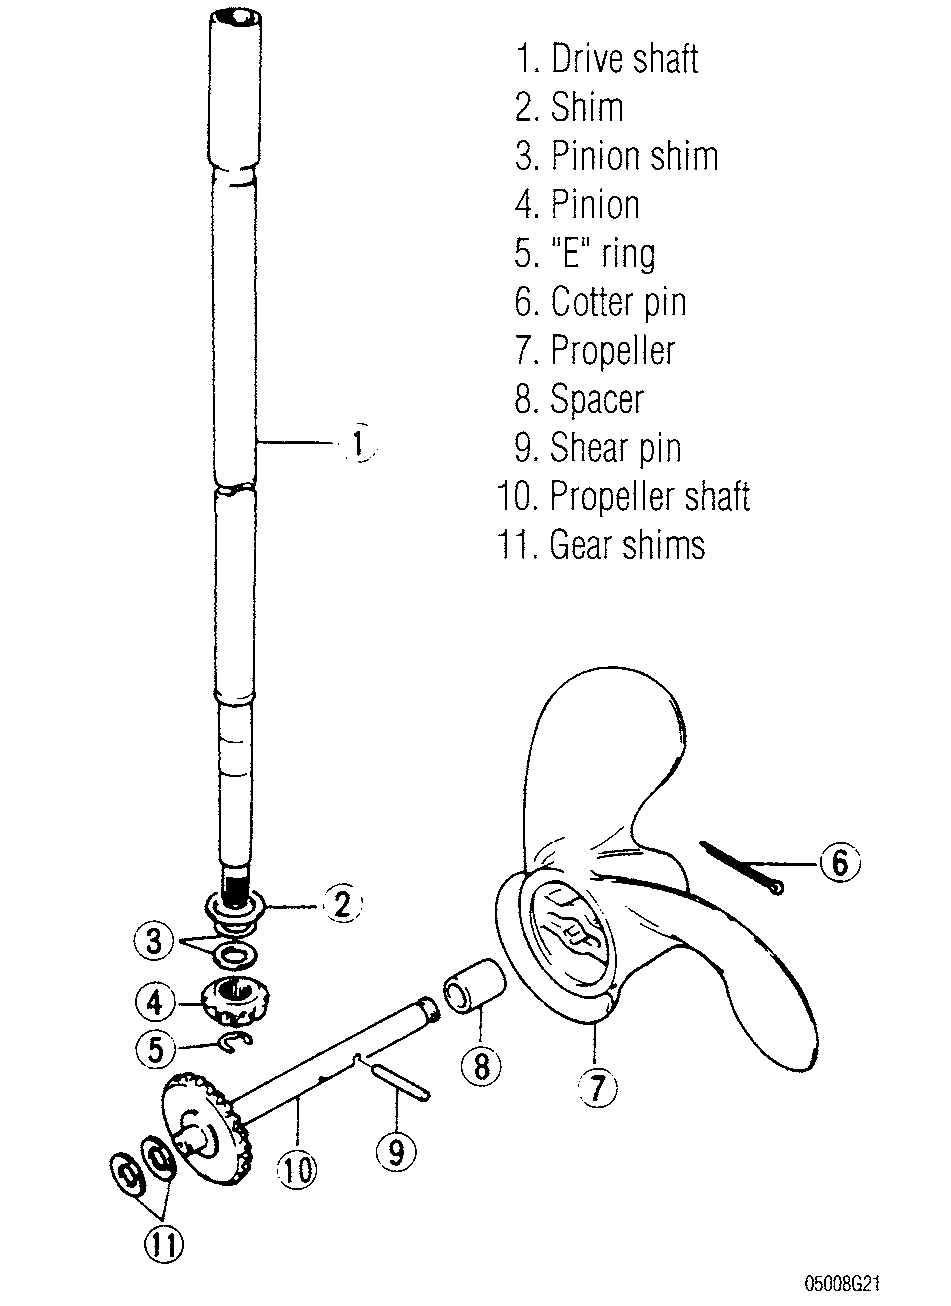 1. Drive shaft
2. Shim
3. Pinion shim
4. Pinion
5. "E" ring
6. Cotter pin
7. Propeller
8. Spacer
9. Shear pin
10. Propeller shaft
11. Gear shims
1
6
2
3
4
5
8
7
9
10
11
05008G21